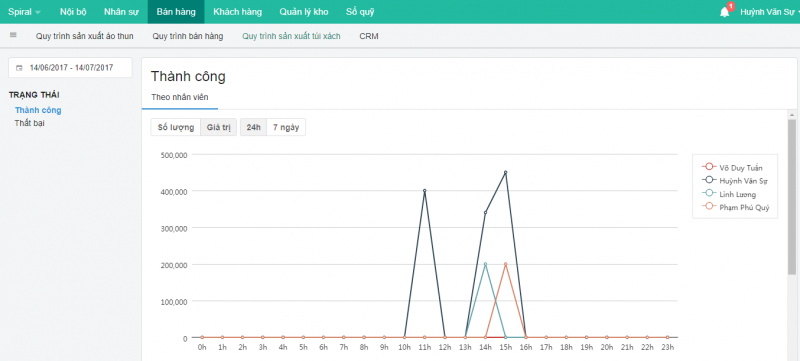 Spiral Nội bộ Nhân sự Bán hàng Khách hàng Quản lý kho Sổ quỹ 1 Huỳnh Văn Sự
Quy trình sản xuất áo thun Quy trình bán hàng Quy trình sản xuất túi xách CRM
14/06/2017 - 14/07/2017
TRẠNG THÁI
Thành công
Thất bại
Thành công
Theo nhân viên
Số lượng Giá trị 24h 7 ngày
500,000
400,000
300,000
200,000
100,000
0
0h 1h 2h 3h 4h 5h 6h 7h 8h 9h 10h 11h 12h 13h 14h 15h 16h 17h 18h 19h 20h 21h 22h 23h
Võ Duy Tuấn
Huỳnh Văn Sự
Linh Lương
Phạm Phú Quý